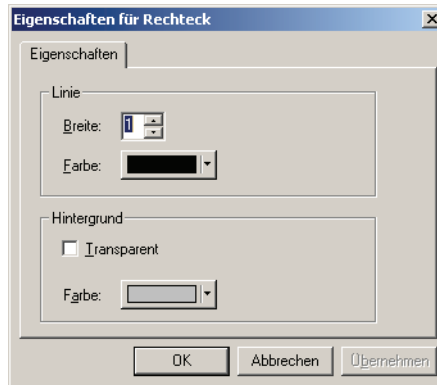 Eigenschaften für Rechteck
Eigenschaften
Linie
Breite: 1
Farbe:
Hintergrund
Transparent
Farbe:
OK Abbrechen Übernehmen